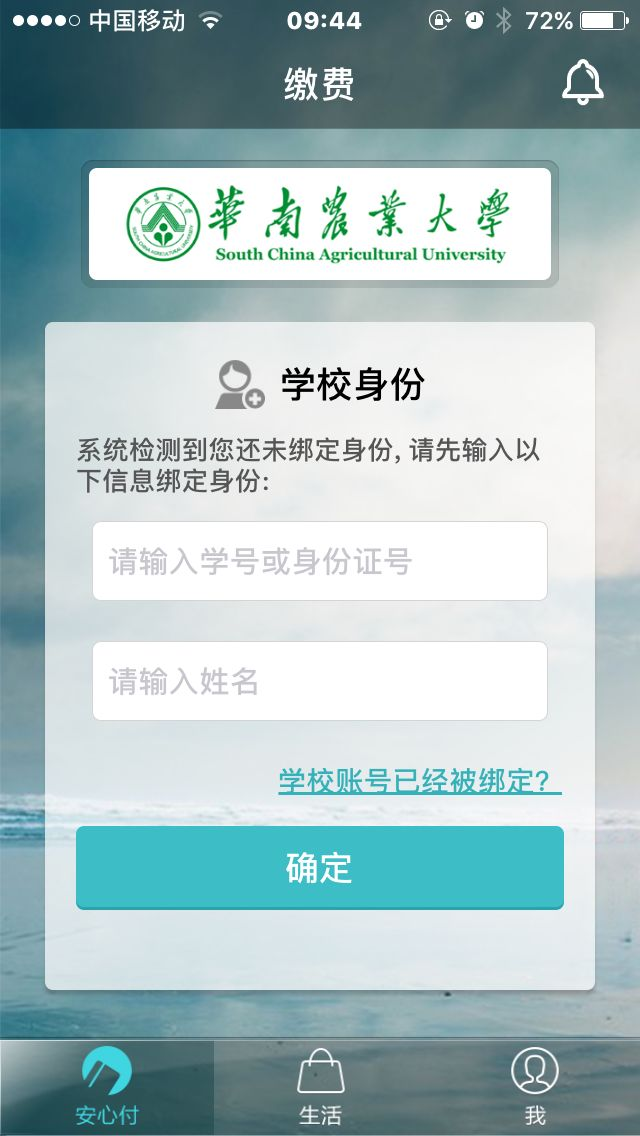 中国移动
09:44
72%
缴费
華南農業大學
South China Agricultural University
学校身份
系统检测到您还未绑定身份, 请先输入以
下信息绑定身份:
请输入学号或身份证号
请输入姓名
学校账号已经被绑定?
确定
安心付
生活
我